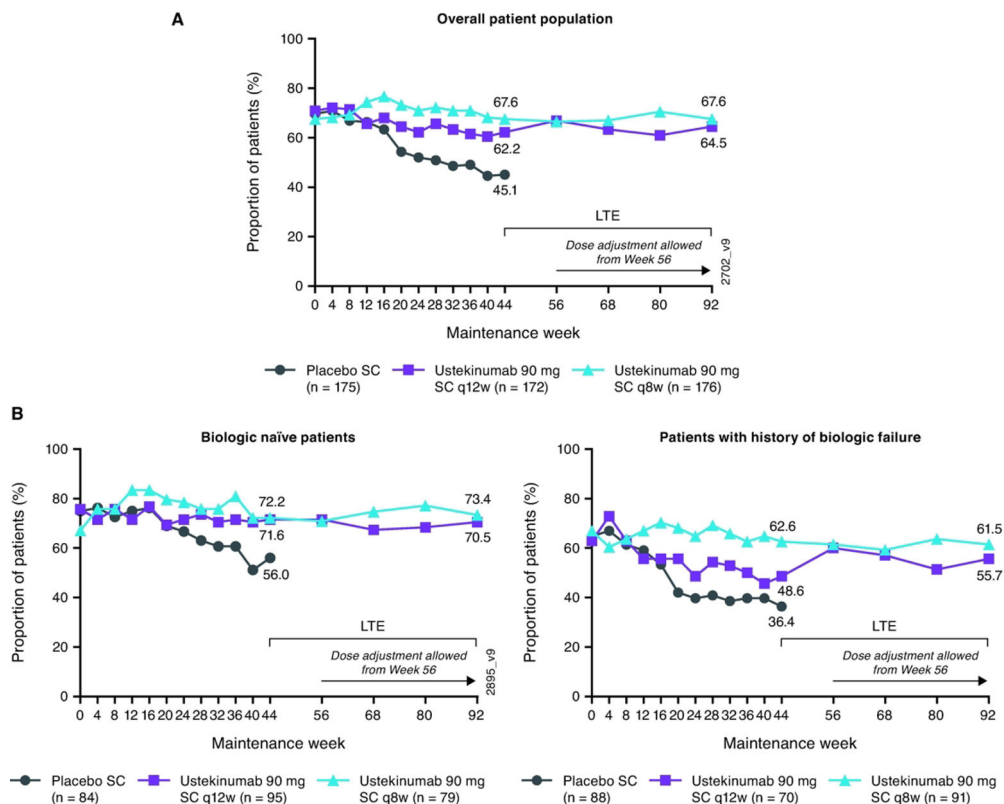 A
Overall patient population
Proportion of patients (%)
100
80
60
40
20
0
67.6
62.2
45.1
67.6
64.5
LTE
Dose adjustment allowed
from Week 56
2702_v9
0 4 8 12 16 20 24 28 32 36 40 44 56 68 80 92
Maintenance week
Placebo SC
(n = 175)
Ustekinumab 90 mg
SC q12w (n = 172)
Ustekinumab 90 mg
SC q8w (n = 176)
B
Biologic naïve patients
Proportion of patients (%)
100
80
60
40
20
0
72.2
71.6
56.0
73.4
70.5
LTE
Dose adjustment allowed
from Week 56
2895_v9
0 4 8 12 16 20 24 28 32 36 40 44 56 68 80 92
Maintenance week
Placebo SC
(n = 84)
Ustekinumab 90 mg
SC q12w (n = 95)
Ustekinumab 90 mg
SC q8w (n = 79)
Patients with history of biologic failure
Proportion of patients (%)
100
80
60
40
20
0
62.6
48.6
36.4
61.5
55.7
LTE
Dose adjustment allowed
from Week 56
0 4 8 12 16 20 24 28 32 36 40 44 56 68 80 92
Maintenance week
Placebo SC
(n = 88)
Ustekinumab 90 mg
SC q12w (n = 70)
Ustekinumab 90 mg
SC q8w (n = 91)